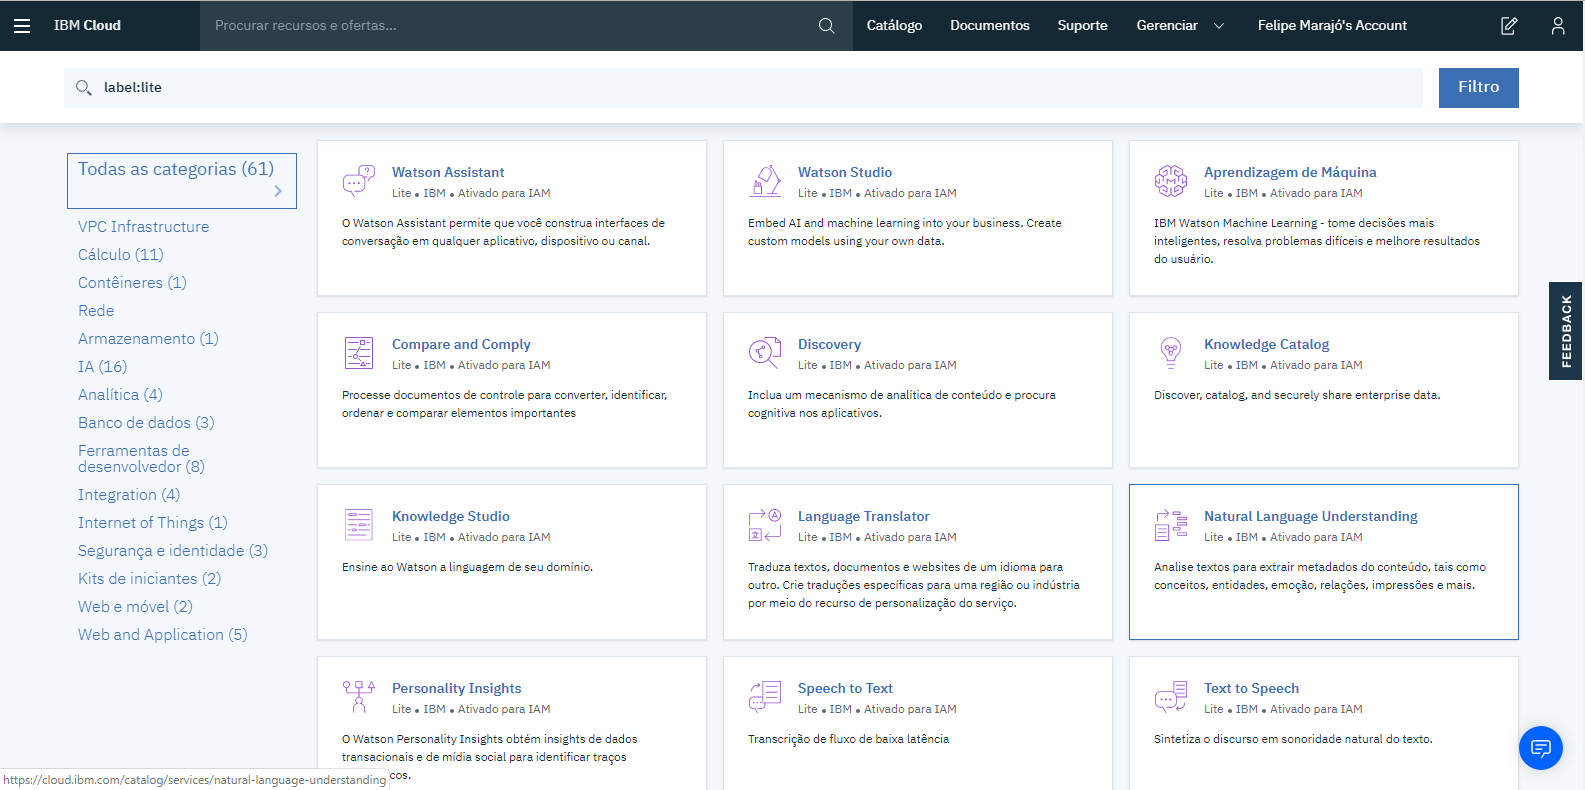 IBM Cloud
Procurar recursos e ofertas...
Catálogo
Documentos
Suporte
Gerenciar
Felipe Marajó's Account
label:lite
Filtro
Todas as categorias (61)
VPC Infrastructure
Cálculo (11)
Contêineres (1)
Rede
Armazenamento (1)
IA (16)
Analítica (4)
Banco de dados (3)
Ferramentas de
desenvolvedor (8)
Integration (4)
Internet of Things (1)
Segurança e identidade (3)
Kits de iniciantes (2)
Web e móvel (2)
Web and Application (5)
Watson Assistant
Lite • IBM • Ativado para IAM
O Watson Assistant permite que você construa interfaces de
conversação em qualquer aplicativo, dispositivo ou canal.
Watson Studio
Lite • IBM • Ativado para IAM
Embed AI and machine learning into your business. Create
custom models using your own data.
Aprendizagem de Máquina
Lite • IBM • Ativado para IAM
IBM Watson Machine Learning - tome decisões mais
inteligentes, resolva problemas difíceis e melhore resultados
do usuário.
Compare and Comply
Lite • IBM • Ativado para IAM
Processe documentos de controle para converter, identificar,
ordenar e comparar elementos importantes
Discovery
Lite • IBM • Ativado para IAM
Inclua um mecanismo de analítica de conteúdo e procura
cognitiva nos aplicativos.
Knowledge Catalog
Lite • IBM • Ativado para IAM
Discover, catalog, and securely share enterprise data.
Knowledge Studio
Lite • IBM • Ativado para IAM
Ensine ao Watson a linguagem de seu domínio.
Language Translator
Lite • IBM • Ativado para IAM
Traduza textos, documentos e websites de um idioma para
outro. Crie traduções específicas para uma região ou indústria
por meio do recurso de personalização do serviço.
Natural Language Understanding
Lite • IBM • Ativado para IAM
Analise textos para extrair metadados do conteúdo, tais como
conceitos, entidades, emoção, relações, impressões e mais.
Personality Insights
Lite • IBM • Ativado para IAM
O Watson Personality Insights obtém insights de dados
transacionais e de mídia social para identificar traços
icos.
Speech to Text
Lite • IBM • Ativado para IAM
Transcrição de fluxo de baixa latência
Text to Speech
Lite • IBM • Ativado para IAM
Sintetiza o discurso em sonoridade natural do texto.
FEEDBACK
https://cloud.ibm.com/catalog/services/natural-language-understanding